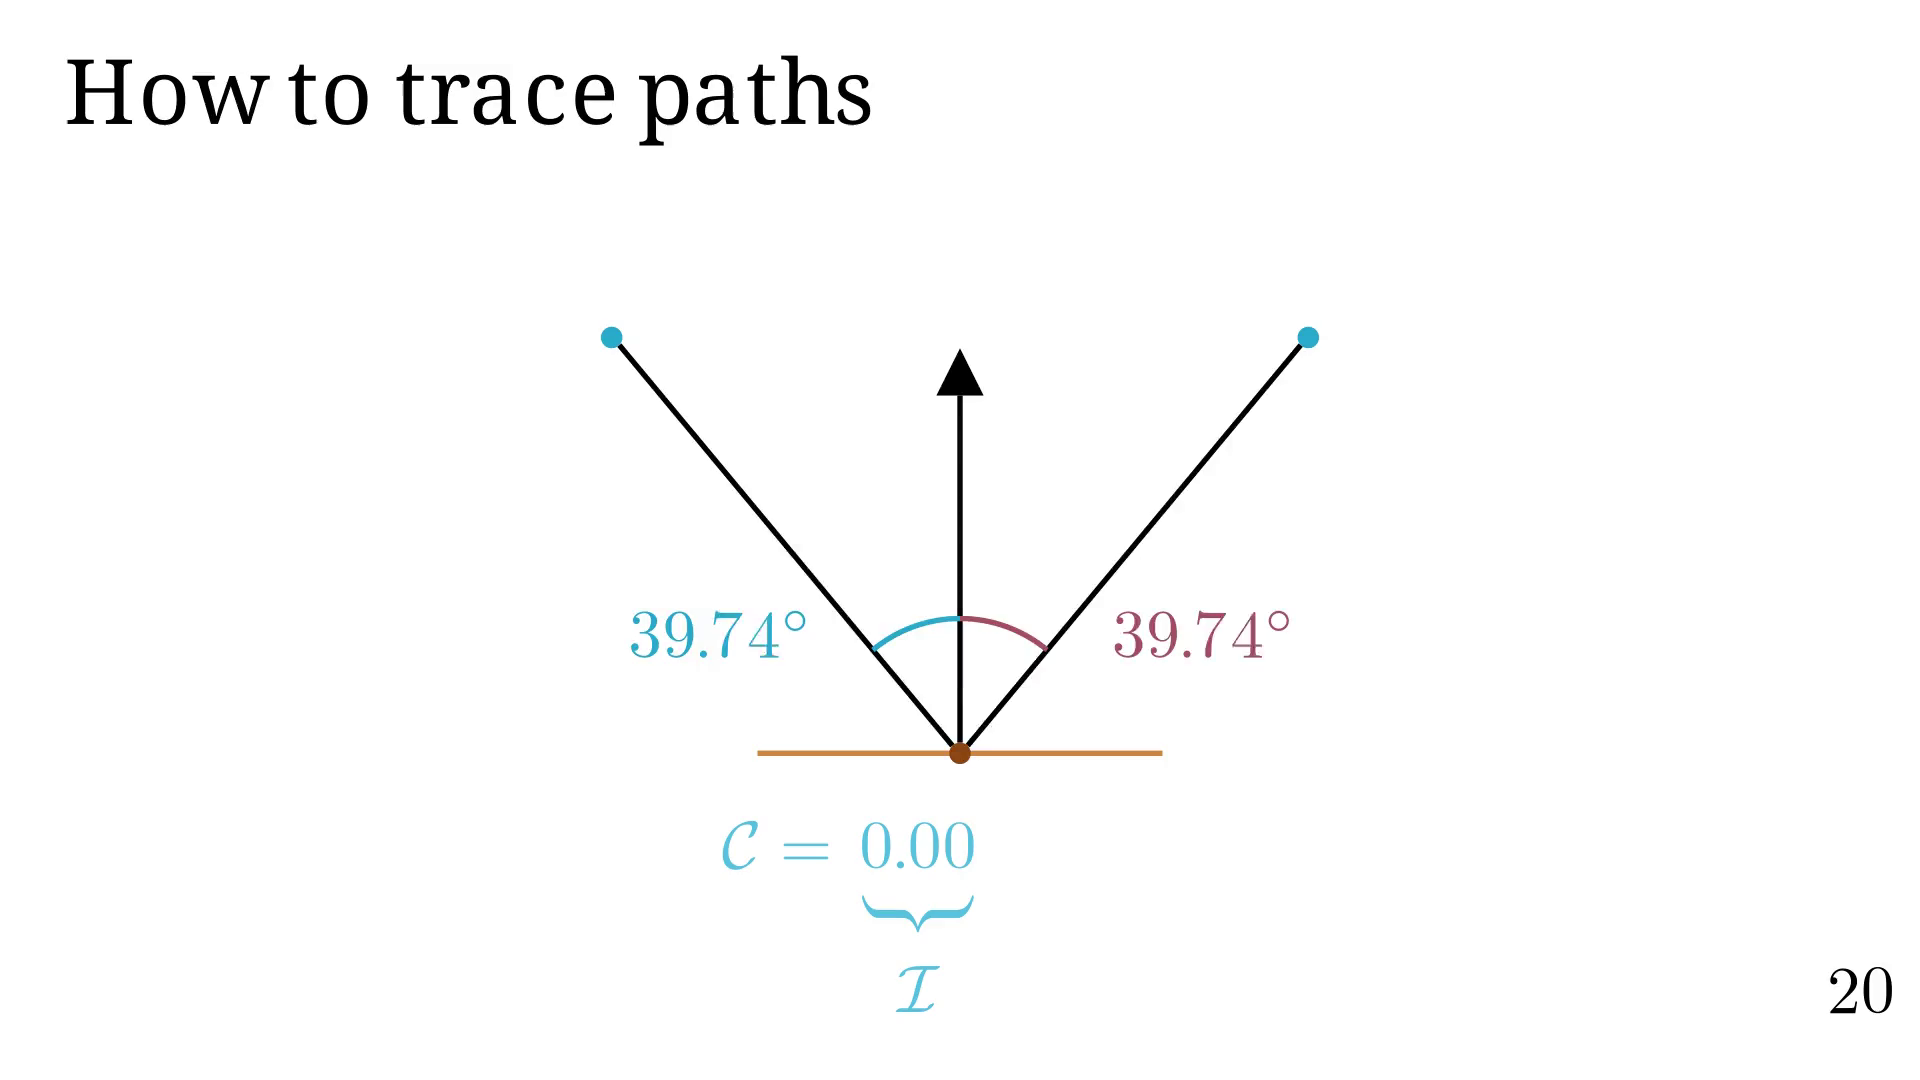 How to trace paths
39.74° 39.74°
𝒞 = 0.00
ℐ
20